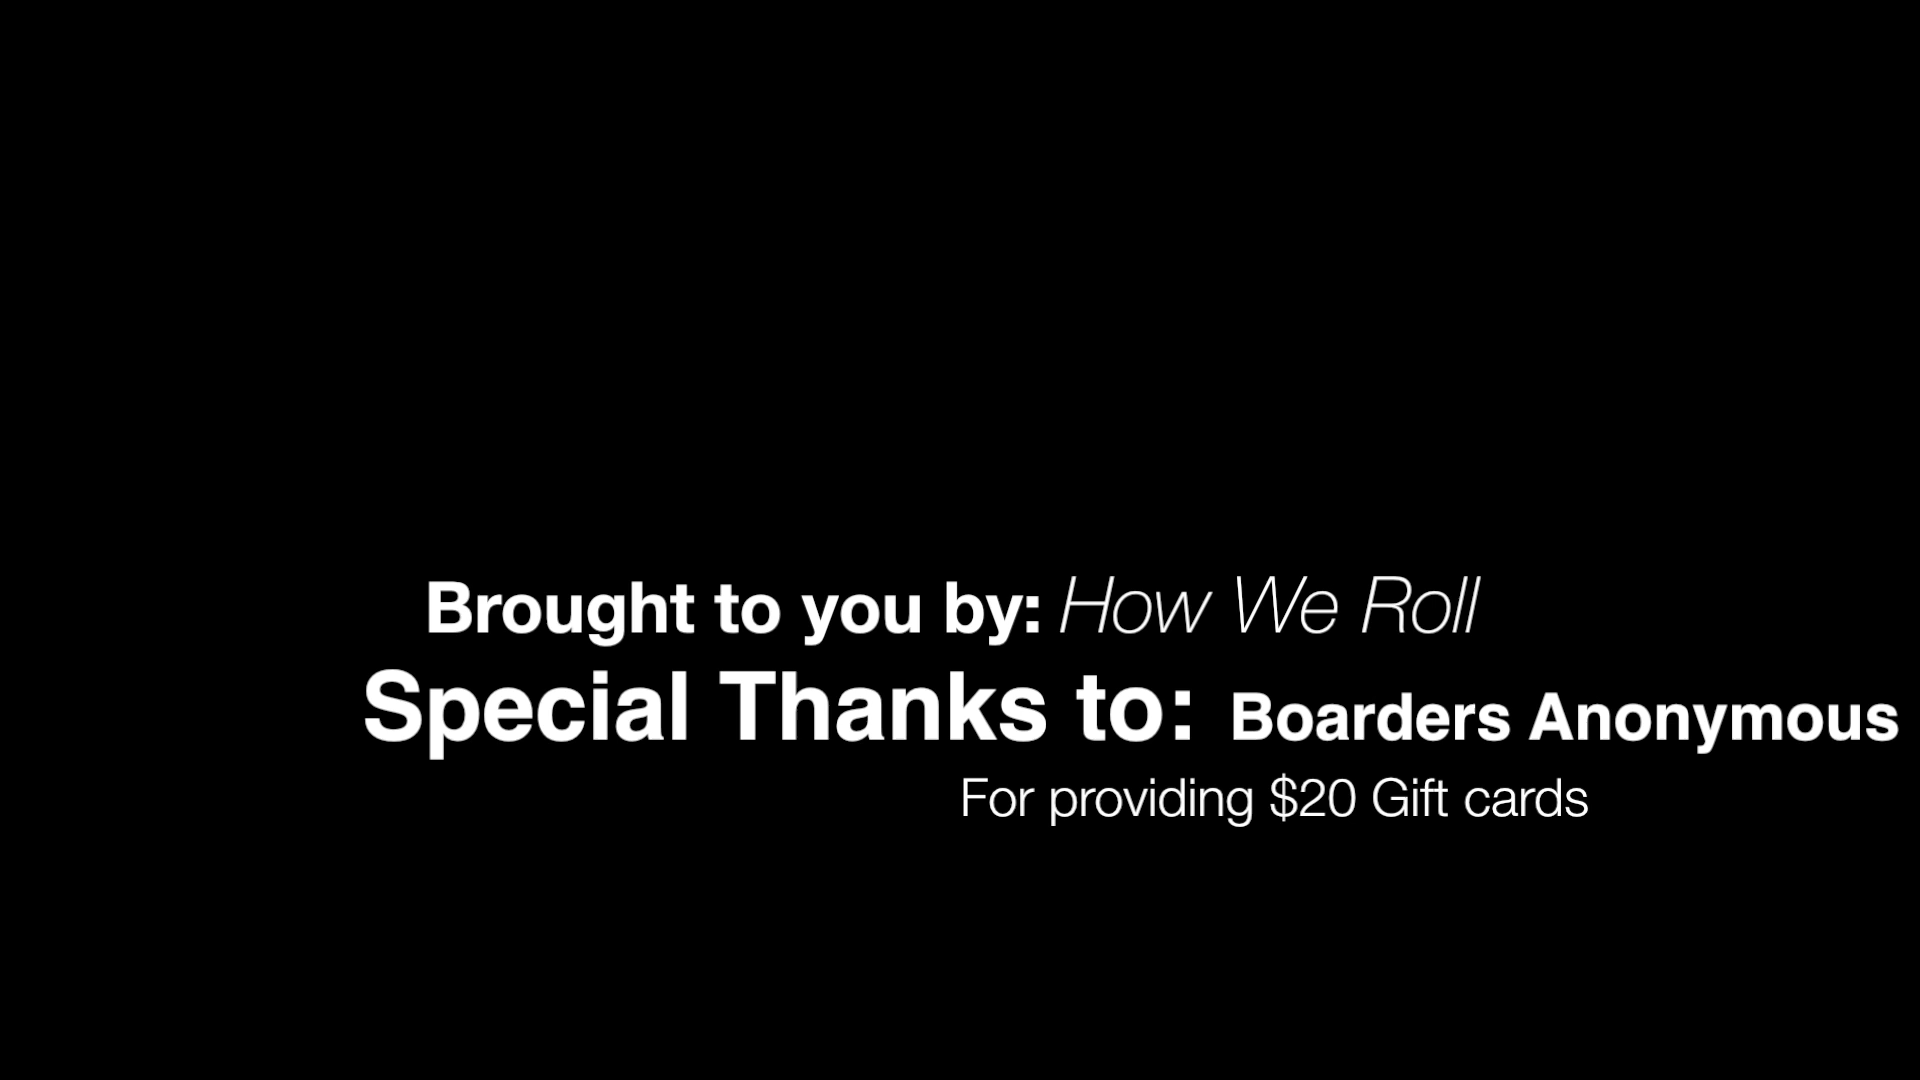 Brought to you by: How We Roll
Special Thanks to: Boarders Anonymous
For providing $20 Gift cards